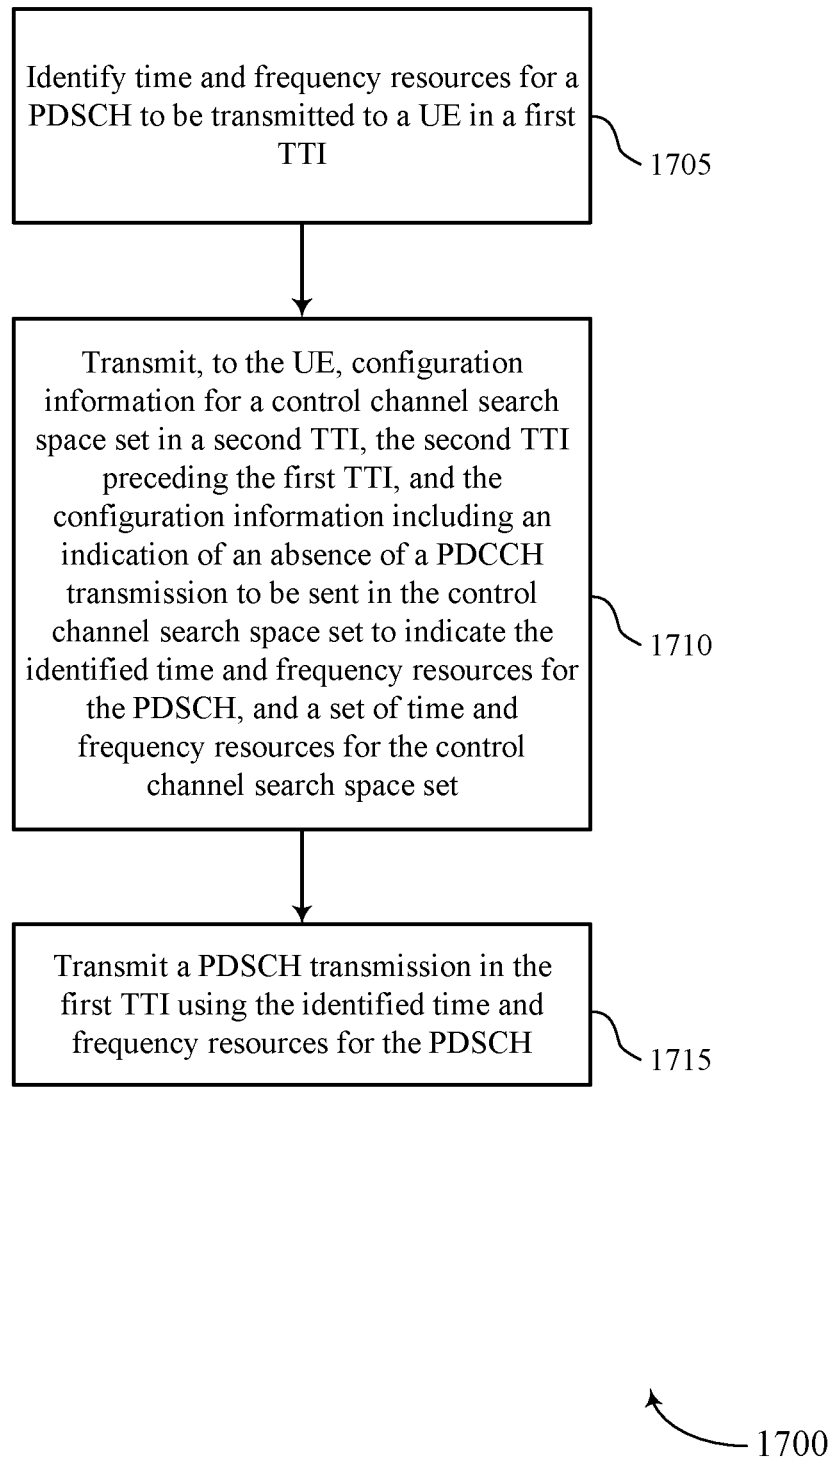 Identify time and frequency resources for a
PDSCH to be transmitted to a UE in a first
TTI
1705
Transmit, to the UE, configuration
information for a control channel search
space set in a second TTI, the second TTI
preceding the first TTI, and the
configuration information including an
indication of an absence of a PDCCH
transmission to be sent in the control
channel search space set to indicate the
identified time and frequency resources for
the PDSCH, and a set of time and
frequency resources for the control
channel search space set
1710
Transmit a PDSCH transmission in the
first TTI using the identified time and
frequency resources for the PDSCH
1715
1700